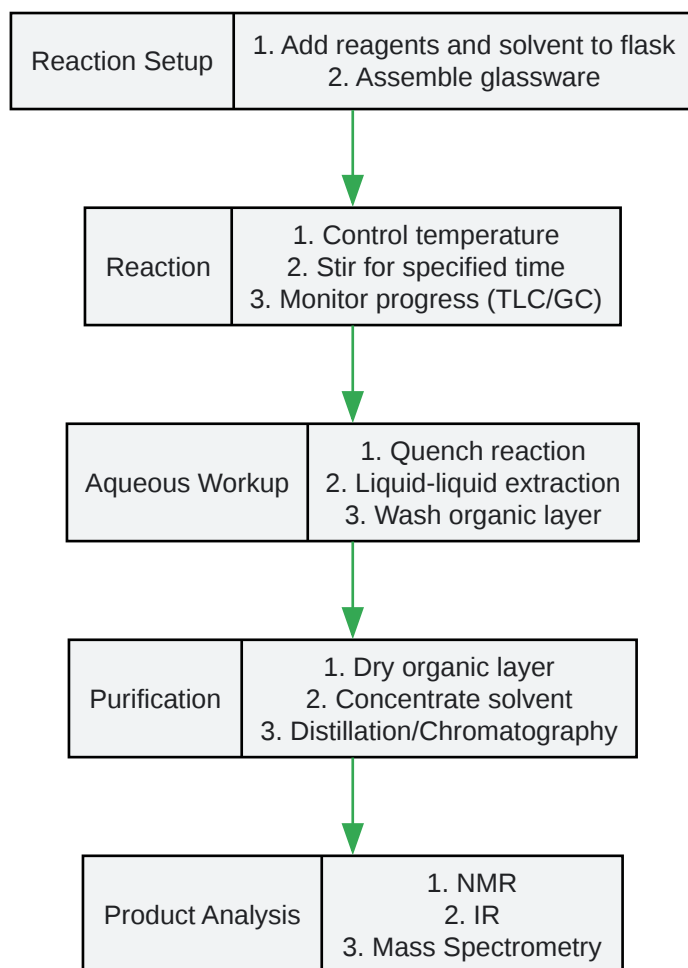 Reaction Setup
1. Add reagents and solvent to flask
2. Assemble glassware
Reaction
1. Control temperature
2. Stir for specified time
3. Monitor progress (TLC/GC)
Aqueous Workup
1. Quench reaction
2. Liquid-liquid extraction
3. Wash organic layer
Purification
1. Dry organic layer
2. Concentrate solvent
3. Distillation/Chromatography
Product Analysis
1. NMR
2. IR
3. Mass Spectrometry